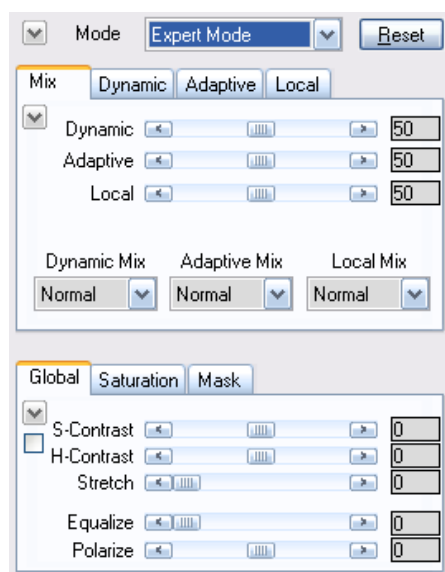 Mode Expert Mode Reset
Mix Dynamic Adaptive Local
Dynamic 50
Adaptive 50
Local 50
Dynamic Mix Adaptive Mix Local Mix
Normal Normal Normal
Global Saturation Mask
S-Contrast 0
H-Contrast 0
Stretch 0
Equalize 0
Polarize 0